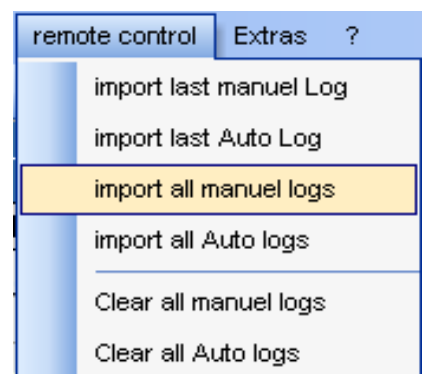 remote control Extras ?
import last manuel Log
import last Auto Log
import all manuel logs
import all Auto logs
Clear all manuel logs
Clear all Auto logs